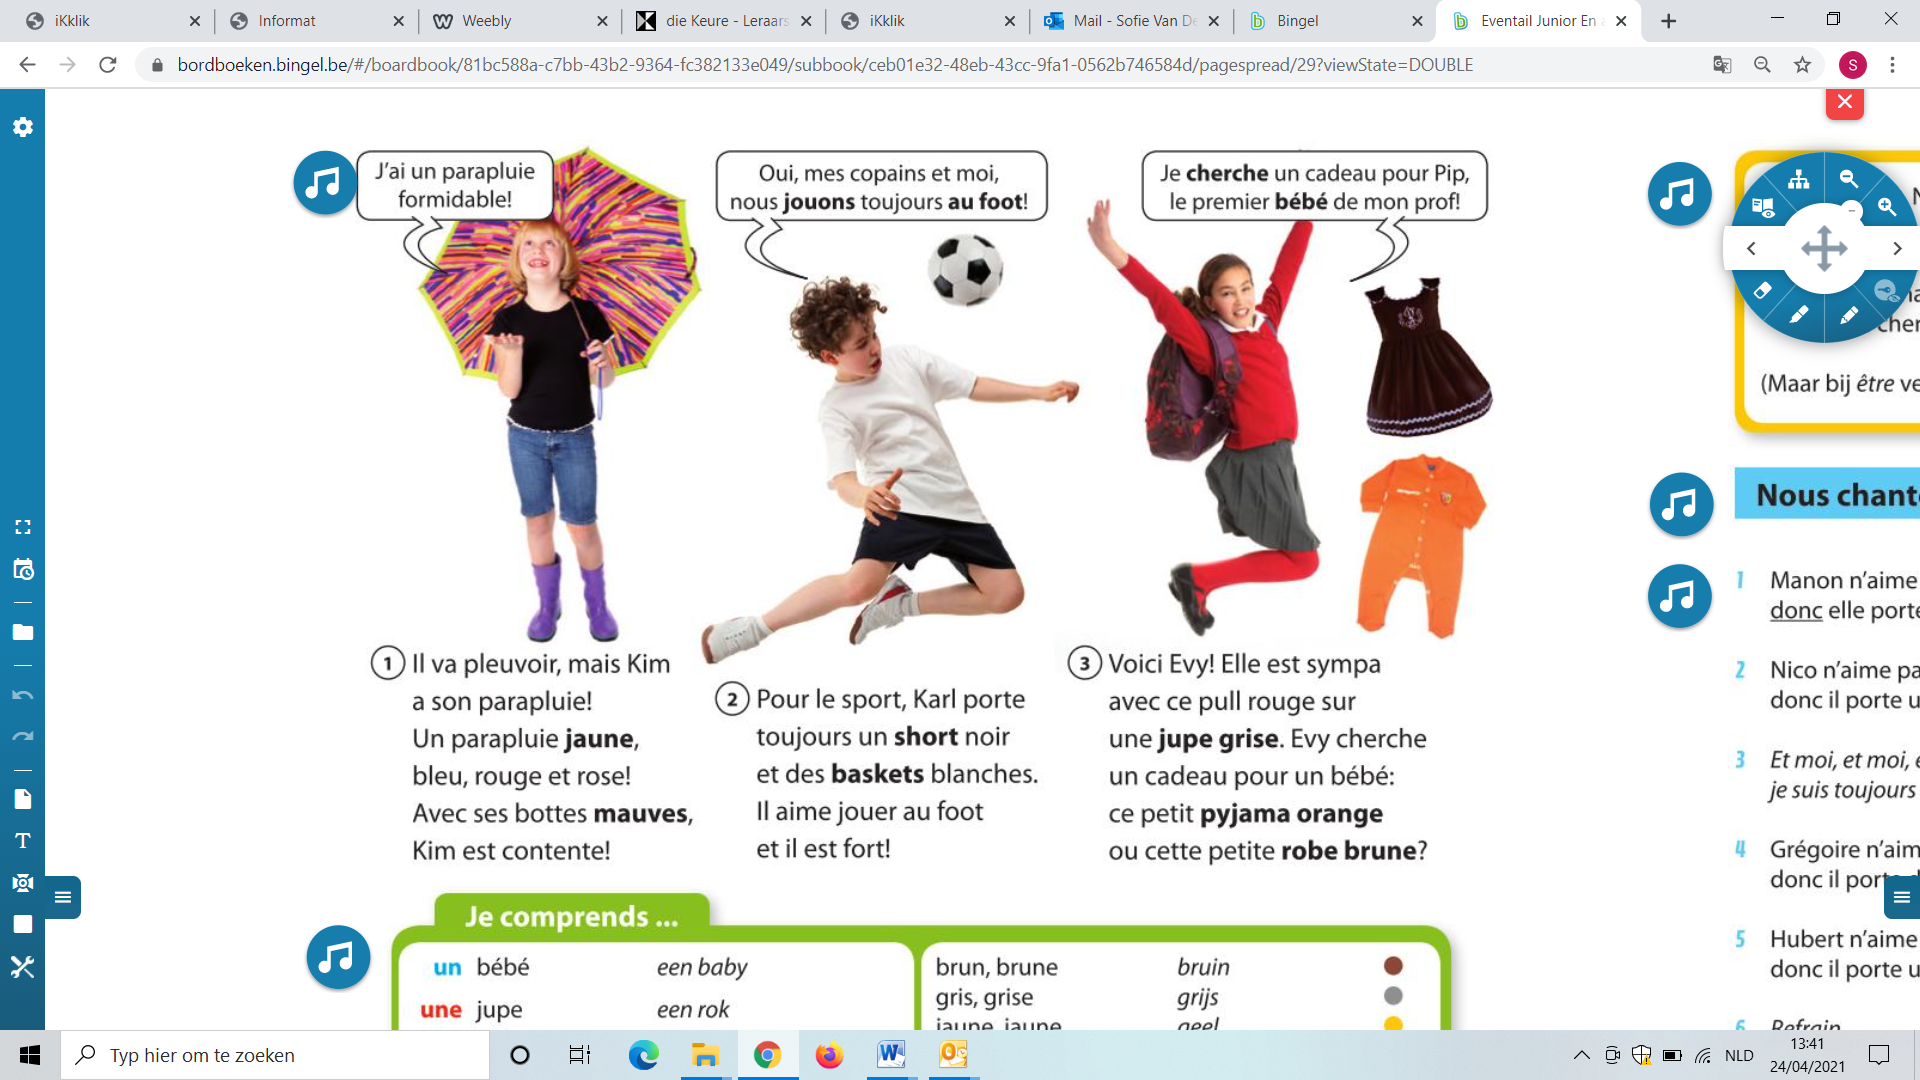 iKklik
Informat
Weebly
die Keure - Leraars
iKklik
Mail - Sofie Van De
Bingel
Eventail Junior En a
bordboeken.bingel.be/#/boardbook/81bc588a-c7bb-43b2-9364-fc382133e049/subbook/ceb01e32-48eb-43cc-9fa1-0562b746584d/pagespread/29?viewState=DOUBLE
S
J'ai un parapluie
formidable!
Oui, mes copains et moi,
nous jouons toujours au foot!
Je cherche un cadeau pour Pip,
le premier bébé de mon prof!
1 Il va pleuvoir, mais Kim
a son parapluie!
Un parapluie jaune,
bleu, rouge et rose!
Avec ses bottes mauves,
Kim est contente!
2 Pour le sport, Karl porte
toujours un short noir
et des baskets blanches.
Il aime jouer au foot
et il est fort!
3 Voici Evy! Elle est sympa
avec ce pull rouge sur
une jupe grise. Evy cherche
un cadeau pour un bébé:
ce petit pyjama orange
ou cette petite robe brune?
Je comprends ...
un bébé een baby
une jupe een rok
brun, brune bruin
gris, grise grijs
jaune, jaune geel
cher
(Maar bij être ve
Nous chant
1 Manon n'aime
donc elle porte
2 Nico n'aime pa
donc il porte u
3 Et moi, et moi, e
je suis toujours
4 Grégoire n'aim
donc il porte
5 Hubert n'aime
donc il porte u
6 Refrain
T
Typ hier om te zoeken
NLD
13:41
24/04/2021